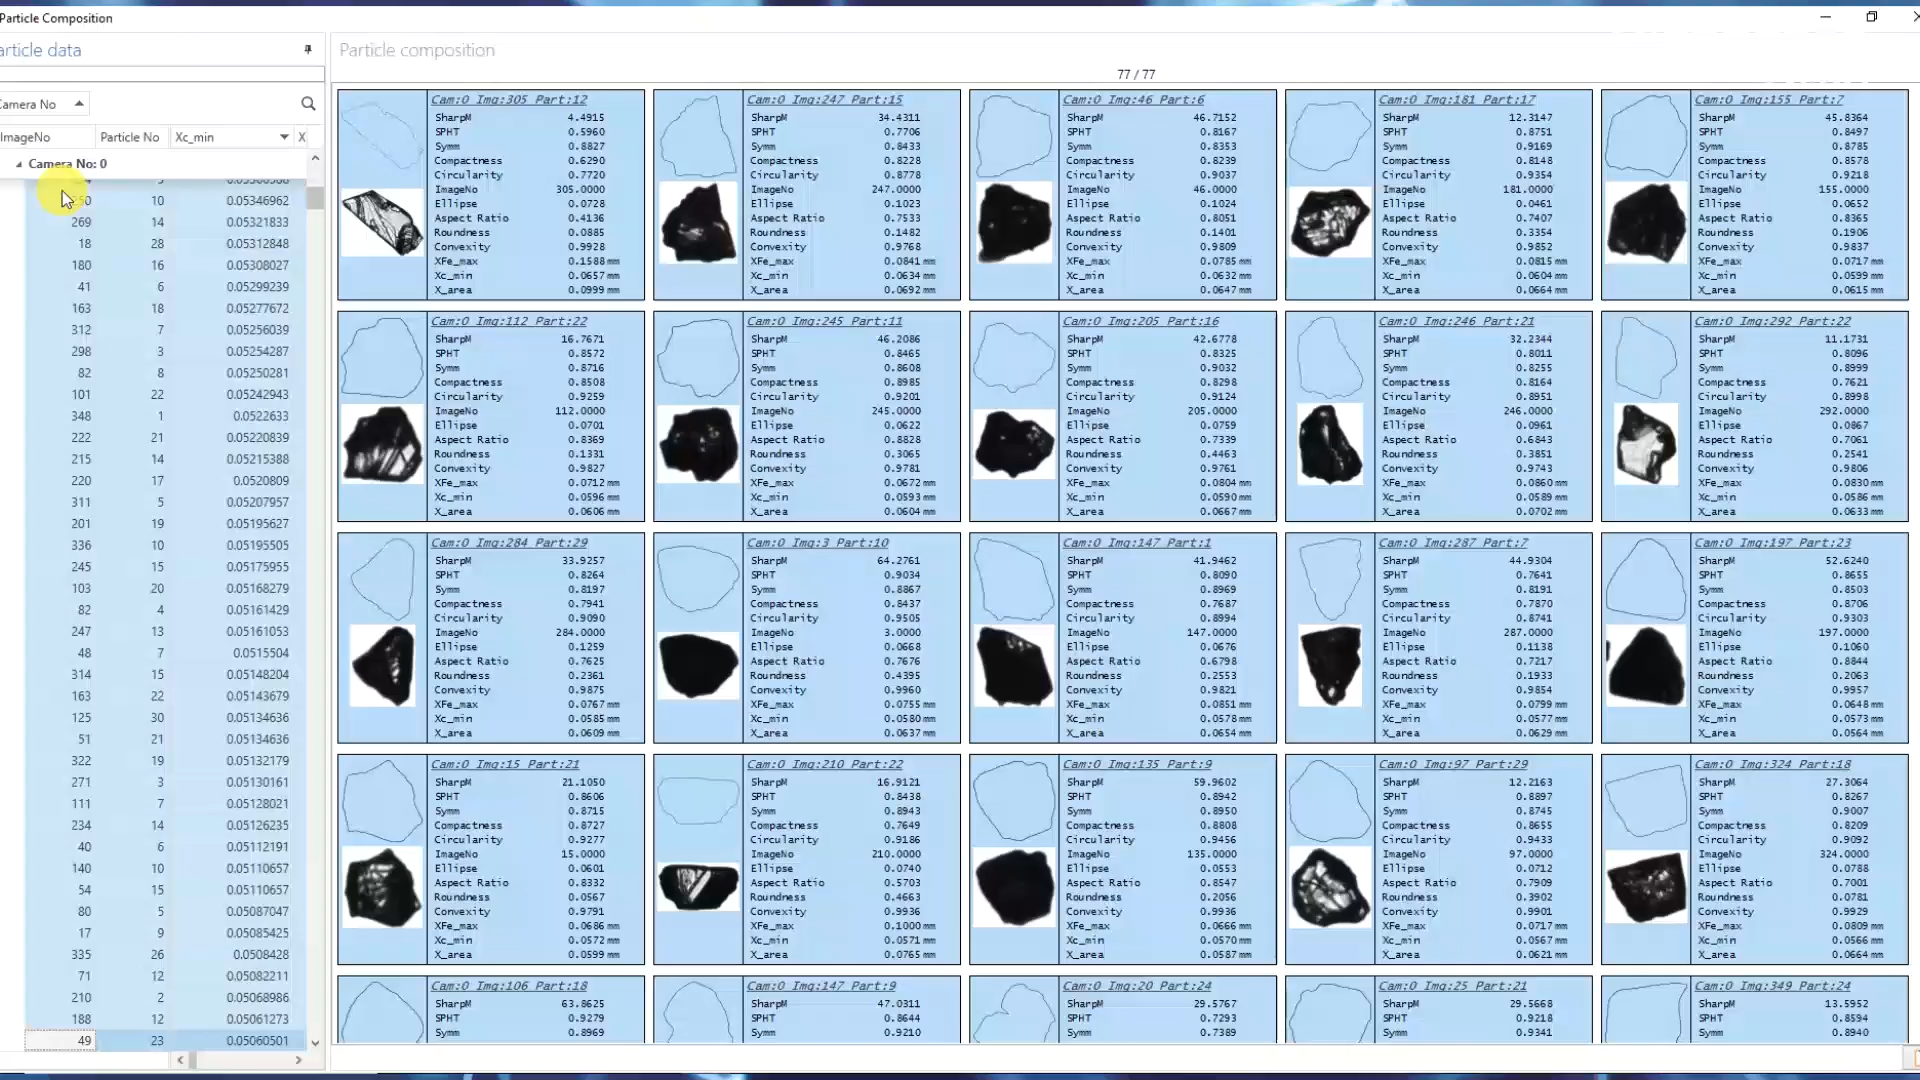 Particle Composition
article data
Camera No
ImageNo Particle No Xc_min X
Camera No: 0
10 0.05346962
269 14 0.05321833
18 28 0.05312848
180 16 0.05308027
41 6 0.05299239
163 18 0.05277672
312 7 0.05256039
298 3 0.05254287
82 8 0.05250281
101 22 0.05242943
348 1 0.0522633
222 21 0.05220839
215 14 0.05215388
220 17 0.0520809
311 5 0.05207957
201 19 0.05195627
336 10 0.05195505
245 15 0.05175955
103 20 0.05168279
82 4 0.05161429
247 13 0.05161053
48 7 0.0515504
314 15 0.05148204
163 22 0.05143679
125 30 0.05134636
51 21 0.05134636
322 19 0.05132179
271 3 0.05130161
111 7 0.05128021
234 14 0.05126235
40 6 0.05112191
140 10 0.05110657
54 15 0.05110657
80 5 0.05087047
17 9 0.05085425
335 26 0.0508428
71 12 0.05082211
210 2 0.05068986
188 12 0.05061273
49 23 0.05060501
Particle composition
77 / 77
Cam:0 Img:305 Part:12
SharpM 4.4915
SPHT 0.5960
Symm 0.8827
Compactness 0.6290
Circularity 0.7720
ImageNo 305.0000
Ellipse 0.0728
Aspect Ratio 0.4136
Roundness 0.0885
Convexity 0.9928
XFe_max 0.1588 mm
Xc_min 0.0657 mm
X_area 0.0999 mm
Cam:0 Img:247 Part:15
SharpM 34.4311
SPHT 0.7706
Symm 0.8433
Compactness 0.8228
Circularity 0.8778
ImageNo 247.0000
Ellipse 0.1023
Aspect Ratio 0.7533
Roundness 0.1482
Convexity 0.9768
XFe_max 0.0841 mm
Xc_min 0.0634 mm
X_area 0.0692 mm
Cam:0 Img:46 Part:6
SharpM 46.7152
SPHT 0.8167
Symm 0.8353
Compactness 0.8239
Circularity 0.9037
ImageNo 46.0000
Ellipse 0.1024
Aspect Ratio 0.8051
Roundness 0.1401
Convexity 0.9809
XFe_max 0.0785 mm
Xc_min 0.0632 mm
X_area 0.0647 mm
Cam:0 Img:181 Part:17
SharpM 12.3147
SPHT 0.8751
Symm 0.9169
Compactness 0.8148
Circularity 0.9354
ImageNo 181.0000
Ellipse 0.0461
Aspect Ratio 0.7407
Roundness 0.3354
Convexity 0.9852
XFe_max 0.0815 mm
Xc_min 0.0604 mm
X_area 0.0664 mm
Cam:0 Img:155 Part:7
SharpM 45.8364
SPHT 0.8497
Symm 0.8785
Compactness 0.8578
Circularity 0.9218
ImageNo 155.0000
Ellipse 0.0652
Aspect Ratio 0.8365
Roundness 0.1906
Convexity 0.9837
XFe_max 0.0717 mm
Xc_min 0.0599 mm
X_area 0.0615 mm
Cam:0 Img:112 Part:22
SharpM 16.7671
SPHT 0.8572
Symm 0.8716
Compactness 0.8508
Circularity 0.9259
ImageNo 112.0000
Ellipse 0.0701
Aspect Ratio 0.8369
Roundness 0.1331
Convexity 0.9827
XFe_max 0.0712 mm
Xc_min 0.0596 mm
X_area 0.0606 mm
Cam:0 Img:245 Part:11
SharpM 46.2086
SPHT 0.8465
Symm 0.8608
Compactness 0.8985
Circularity 0.9201
ImageNo 245.0000
Ellipse 0.0622
Aspect Ratio 0.8828
Roundness 0.3065
Convexity 0.9781
XFe_max 0.0672 mm
Xc_min 0.0593 mm
X_area 0.0604 mm
Cam:0 Img:205 Part:16
SharpM 42.6778
SPHT 0.8325
Symm 0.9032
Compactness 0.8298
Circularity 0.9124
ImageNo 205.0000
Ellipse 0.0759
Aspect Ratio 0.7339
Roundness 0.4463
Convexity 0.9761
XFe_max 0.0804 mm
Xc_min 0.0590 mm
X_area 0.0667 mm
Cam:0 Img:246 Part:21
SharpM 32.2344
SPHT 0.8011
Symm 0.8255
Compactness 0.8164
Circularity 0.8951
ImageNo 246.0000
Ellipse 0.0961
Aspect Ratio 0.6843
Roundness 0.3851
Convexity 0.9743
XFe_max 0.0860 mm
Xc_min 0.0589 mm
X_area 0.0702 mm
Cam:0 Img:292 Part:22
SharpM 11.1731
SPHT 0.8096
Symm 0.8999
Compactness 0.7621
Circularity 0.8998
ImageNo 292.0000
Ellipse 0.0867
Aspect Ratio 0.7061
Roundness 0.2541
Convexity 0.9806
XFe_max 0.0830 mm
Xc_min 0.0586 mm
X_area 0.0633 mm
Cam:0 Img:284 Part:29
SharpM 33.9257
SPHT 0.8264
Symm 0.8197
Compactness 0.7941
Circularity 0.9090
ImageNo 284.0000
Ellipse 0.1259
Aspect Ratio 0.7625
Roundness 0.2361
Convexity 0.9875
XFe_max 0.0767 mm
Xc_min 0.0585 mm
X_area 0.0609 mm
Cam:0 Img:3 Part:10
SharpM 64.2761
SPHT 0.9034
Symm 0.8867
Compactness 0.8437
Circularity 0.9505
ImageNo 3.0000
Ellipse 0.0668
Aspect Ratio 0.7676
Roundness 0.4395
Convexity 0.9960
XFe_max 0.0755 mm
Xc_min 0.0580 mm
X_area 0.0637 mm
Cam:0 Img:147 Part:1
SharpM 41.9462
SPHT 0.8090
Symm 0.8969
Compactness 0.7687
Circularity 0.8994
ImageNo 147.0000
Ellipse 0.0676
Aspect Ratio 0.6798
Roundness 0.2553
Convexity 0.9821
XFe_max 0.0851 mm
Xc_min 0.0578 mm
X_area 0.0654 mm
Cam:0 Img:287 Part:7
SharpM 44.9304
SPHT 0.7641
Symm 0.8191
Compactness 0.7870
Circularity 0.8741
ImageNo 287.0000
Ellipse 0.1138
Aspect Ratio 0.7217
Roundness 0.1933
Convexity 0.9854
XFe_max 0.0799 mm
Xc_min 0.0577 mm
X_area 0.0629 mm
Cam:0 Img:197 Part:23
SharpM 52.6240
SPHT 0.8655
Symm 0.8503
Compactness 0.8706
Circularity 0.9303
ImageNo 197.0000
Ellipse 0.1060
Aspect Ratio 0.8844
Roundness 0.2063
Convexity 0.9957
XFe_max 0.0648 mm
Xc_min 0.0573 mm
X_area 0.0564 mm
Cam:0 Img:15 Part:21
SharpM 21.1050
SPHT 0.8606
Symm 0.8715
Compactness 0.8727
Circularity 0.9277
ImageNo 15.0000
Ellipse 0.0601
Aspect Ratio 0.8332
Roundness 0.0567
Convexity 0.9791
XFe_max 0.0686 mm
Xc_min 0.0572 mm
X_area 0.0599 mm
Cam:0 Img:210 Part:22
SharpM 16.9121
SPHT 0.8438
Symm 0.8943
Compactness 0.7649
Circularity 0.9186
ImageNo 210.0000
Ellipse 0.0740
Aspect Ratio 0.5703
Roundness 0.4663
Convexity 0.9936
XFe_max 0.1000 mm
Xc_min 0.0571 mm
X_area 0.0765 mm
Cam:0 Img:135 Part:9
SharpM 59.9602
SPHT 0.8942
Symm 0.8950
Compactness 0.8808
Circularity 0.9456
ImageNo 135.0000
Ellipse 0.0553
Aspect Ratio 0.8547
Roundness 0.2056
Convexity 0.9936
XFe_max 0.0666 mm
Xc_min 0.0570 mm
X_area 0.0587 mm
Cam:0 Img:97 Part:29
SharpM 12.2163
SPHT 0.8897
Symm 0.8745
Compactness 0.8655
Circularity 0.9433
ImageNo 97.0000
Ellipse 0.0712
Aspect Ratio 0.7909
Roundness 0.3902
Convexity 0.9901
XFe_max 0.0717 mm
Xc_min 0.0567 mm
X_area 0.0621 mm
Cam:0 Img:324 Part:18
SharpM 27.3064
SPHT 0.8267
Symm 0.9007
Compactness 0.8209
Circularity 0.9092
ImageNo 324.0000
Ellipse 0.0788
Aspect Ratio 0.7001
Roundness 0.0781
Convexity 0.9929
XFe_max 0.0809 mm
Xc_min 0.0566 mm
X_area 0.0664 mm
Cam:0 Img:106 Part:18
SharpM 63.8625
SPHT 0.9279
Symm 0.8969
Cam:0 Img:147 Part:9
SharpM 47.0311
SPHT 0.8644
Symm 0.9210
Cam:0 Img:20 Part:24
SharpM 29.5767
SPHT 0.7293
Symm 0.7389
Cam:0 Img:25 Part:21
SharpM 29.5668
SPHT 0.9218
Symm 0.9341
Cam:0 Img:349 Part:24
SharpM 13.5952
SPHT 0.8594
Symm 0.8940